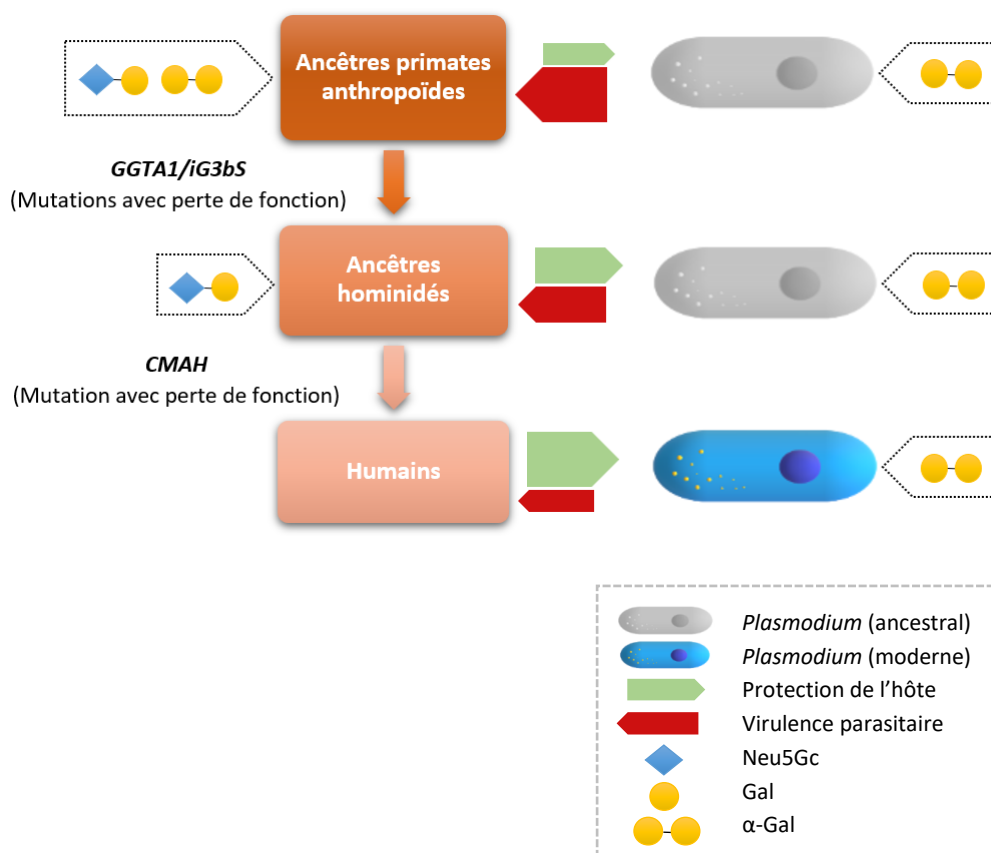 Ancêtres primates
anthropoïdes
GGTA1/iG3bS
(Mutations avec perte de fonction)
Ancêtres
hominidés
CMAH
(Mutation avec perte de fonction)
Humains
Plasmodium (ancestral)
Plasmodium (moderne)
Protection de l'hôte
Virulence parasitaire
Neu5Gc
Gal
α-Gal